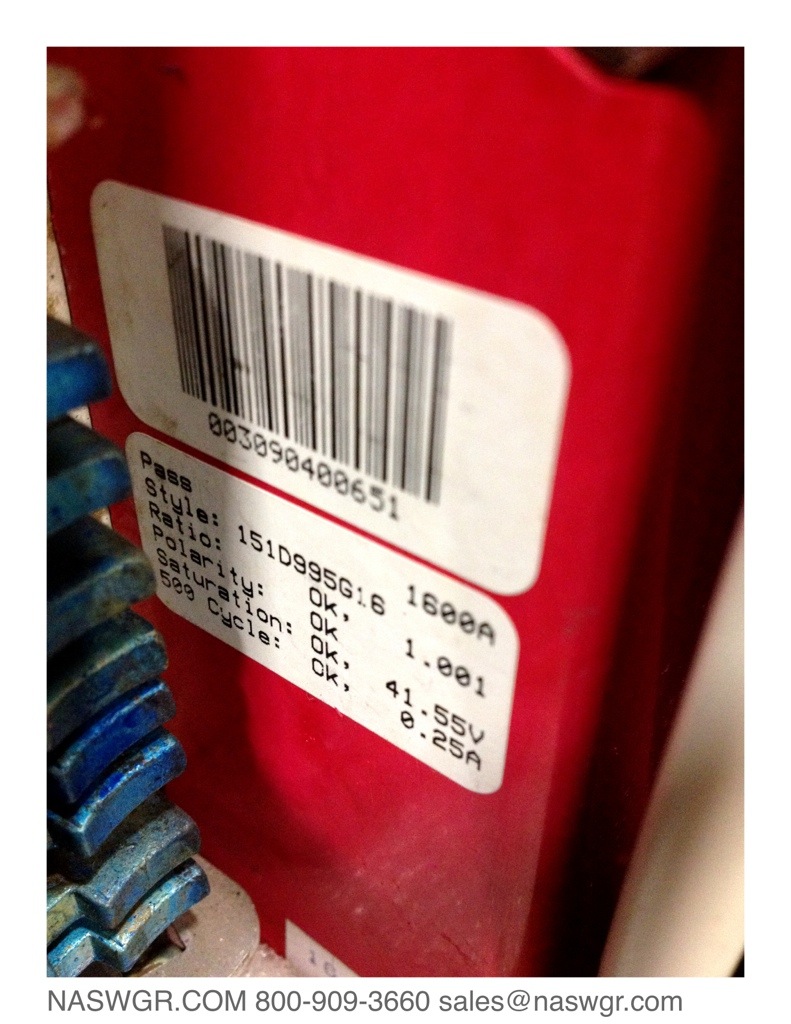 003090400651
Pass
Style: 151D995G16 1600A
Ratio: OK, 1.001
Polarity: OK
Saturation: OK, 41.55V
500 Cycle: OK, 0.25A
16
NASWGR.COM 800-909-3660 sales@naswgr.com